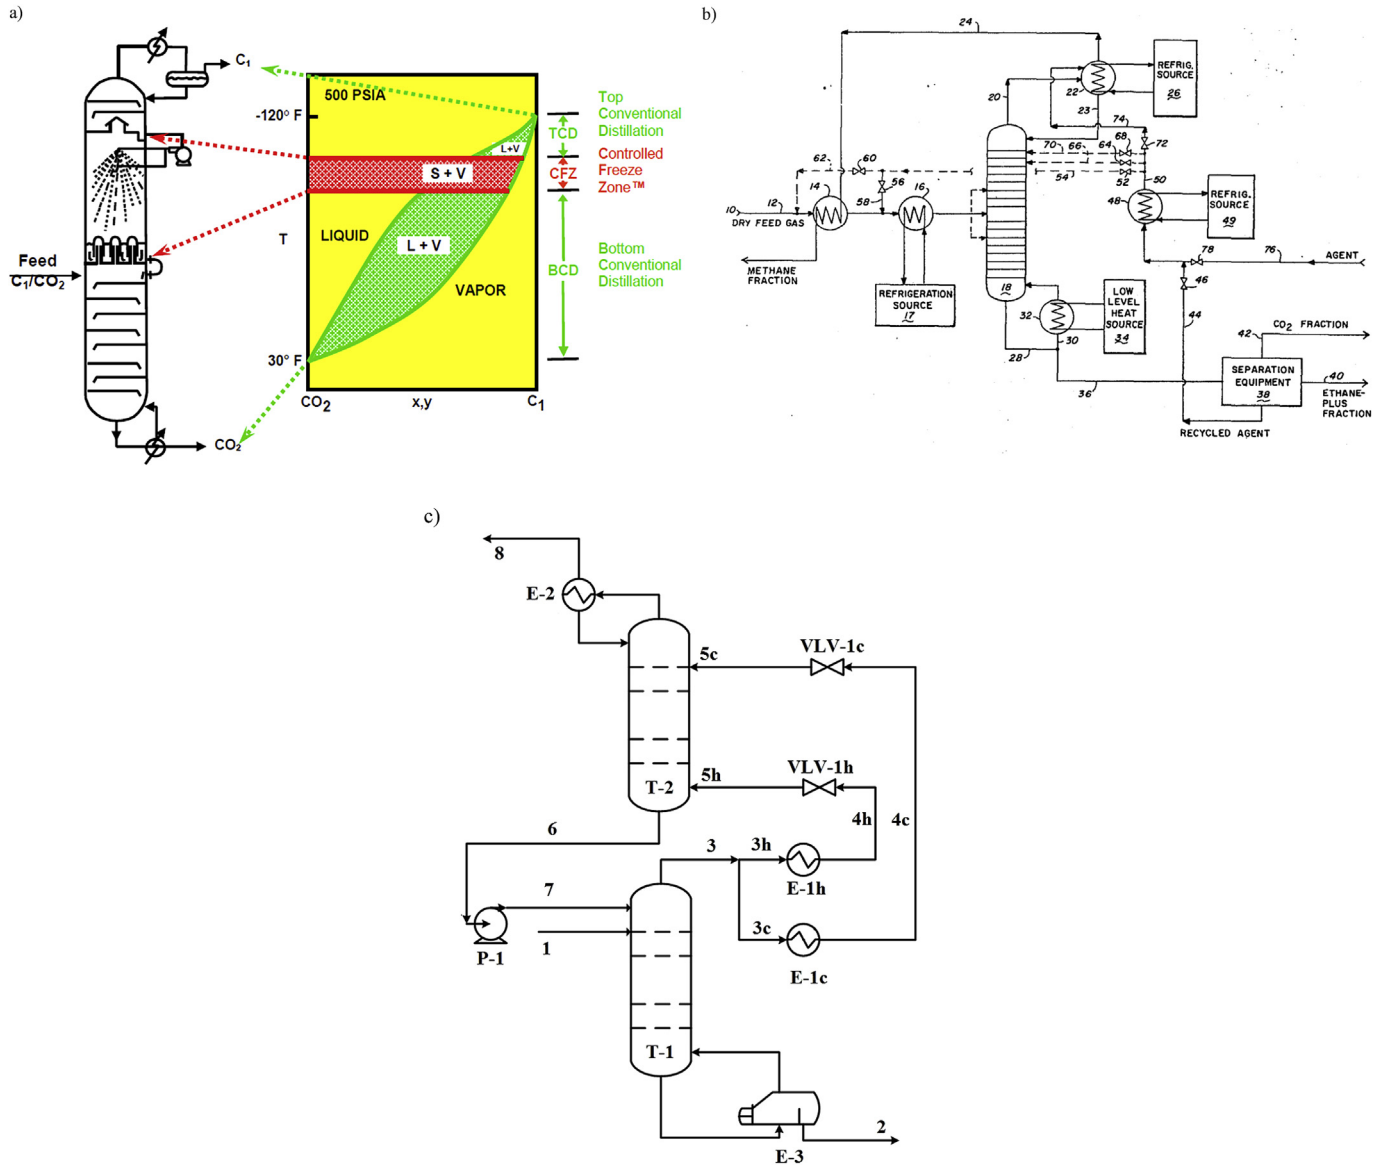 a)
C1
500 PSIA
-120° F
L+V
S + V
T
LIQUID
L + V
VAPOR
30° F
CO2
x,y
C1
TCD
CFZ
BCD
Top
Conventional
Distillation
Controlled
Freeze
Zone™
Bottom
Conventional
Distillation
Feed
C1/CO2
CO2
b)
24
REFRIG.
SOURCE
26
22
20
23
74
70
66
68
64
72
62
60
54
52
50
14
56
16
58
10
12
DRY FEED GAS
48
REFRIG.
SOURCE
49
78
76
AGENT
METHANE
FRACTION
REFRIGERATION
SOURCE
17
18
32
LOW
LEVEL
HEAT
SOURCE
34
46
44
42
CO2 FRACTION
28
30
36
SEPARATION
EQUIPMENT
38
40
ETHANE-
PLUS
FRACTION
RECYCLED AGENT
c)
8
E-2
5c
VLV-1c
5h
VLV-1h
T-2
6
4h
4c
3
3h
E-1h
7
3c
1
P-1
E-1c
T-1
2
E-3